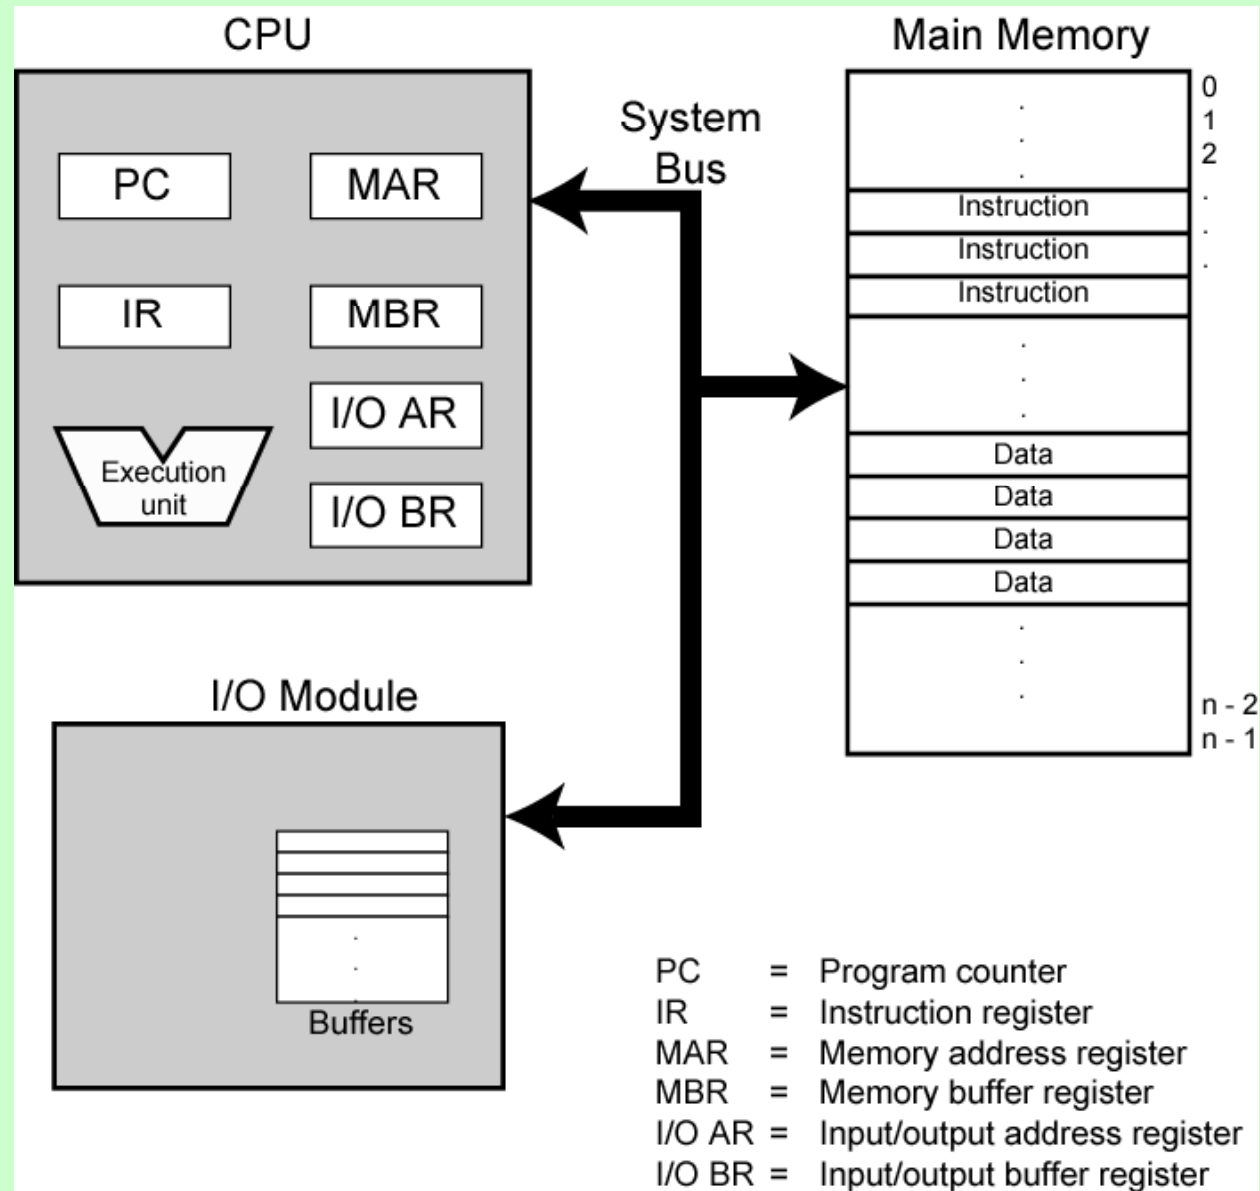 CPU
Main Memory
System
Bus
PC
MAR
IR
MBR
I/O AR
I/O BR
Execution
unit
0
1
2
.
.
.
.
.
.
Instruction
Instruction
Instruction
.
.
.
Data
Data
Data
Data
.
.
.
n - 2
n - 1
I/O Module
.
.
.
Buffers
PC = Program counter
IR = Instruction register
MAR = Memory address register
MBR = Memory buffer register
I/O AR = Input/output address register
I/O BR = Input/output buffer register